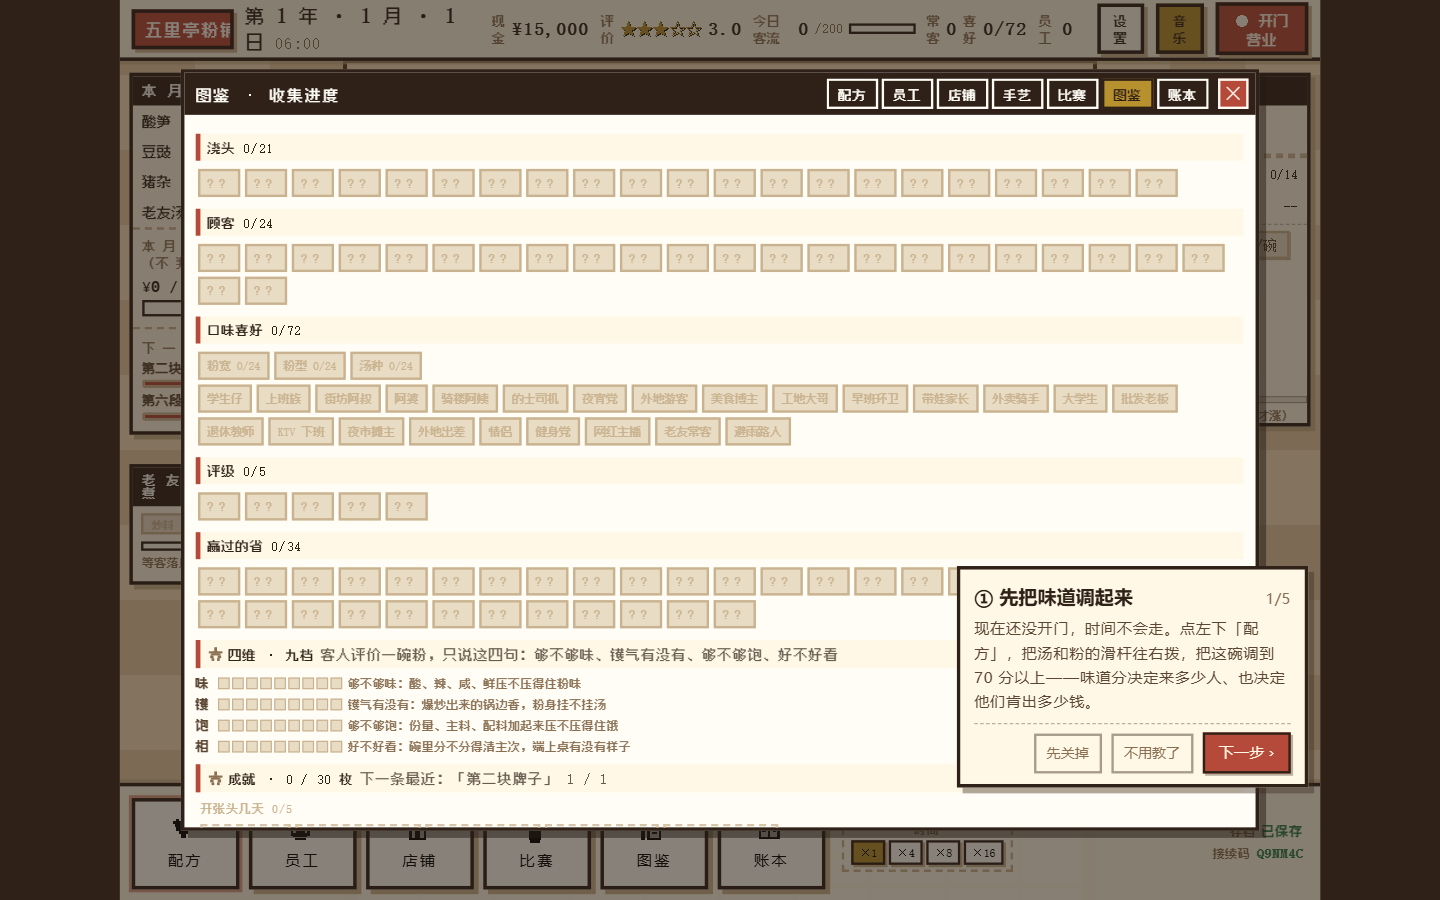 五里亭粉铺
第 1 年 · 1 月 · 1 日 06:00
现金 ¥15,000
评价 3.0
今日客流 0 /200
常客 0
喜好 0/72
员工 0
设置
音乐
开门营业
图鉴 · 收集进度
配方
员工
店铺
手艺
比赛
图鉴
账本
本 月
酸笋
豆豉
猪杂
老友汤
本 月
¥0 /
下 一
第二块
第六段
老 友
煮
炒料
等客落
0/14
--
/碗
才涨）
浇头 0/21
?? ?? ?? ?? ?? ?? ?? ?? ?? ?? ?? ?? ?? ?? ?? ?? ?? ?? ?? ?? ??
顾客 0/24
?? ?? ?? ?? ?? ?? ?? ?? ?? ?? ?? ?? ?? ?? ?? ?? ?? ?? ?? ?? ?? ??
?? ??
口味喜好 0/72
粉宽 0/24 粉型 0/24 汤种 0/24
学生仔 上班族 街坊阿叔 阿婆 骑楼阿姨 的士司机 夜宵党 外地游客 美食博主 工地大哥 早班环卫 带娃家长 外卖骑手 大学生 批发老板
退休教师 KTV 下班 夜市摊主 外地出差 情侣 健身党 网红主播 老友常客 避雨路人
评级 0/5
?? ?? ?? ?? ??
赢过的省 0/34
?? ?? ?? ?? ?? ?? ?? ?? ?? ?? ?? ?? ?? ?? ?? ??
?? ?? ?? ?? ?? ?? ?? ?? ?? ?? ?? ??
四维 · 九档 客人评价一碗粉，只说这四句：够不够味、镬气有没有、够不够饱、好不好看
味 够不够味：酸、辣、咸、鲜压不压得住粉味
镬 镬气有没有：爆炒出来的锅边香，粉身挂不挂汤
饱 够不够饱：份量、主料、配料加起来压不压得住饿
相 好不好看：碗里分不分得清主次，端上桌有没有样子
成就 · 0 / 30 枚 下一条最近：「第二块牌子」 1 / 1
开张头几天 0/5
① 先把味道调起来 1/5
现在还没开门，时间不会走。点左下「配
方」，把汤和粉的滑杆往右拨，把这碗调到
70 分以上——味道分决定来多少人、也决定
他们肯出多少钱。
先关掉
不用教了
下一步 ›
配方
员工
店铺
比赛
图鉴
账本
×1 ×4 ×8 ×16
已保存
接续码 Q9NM4C